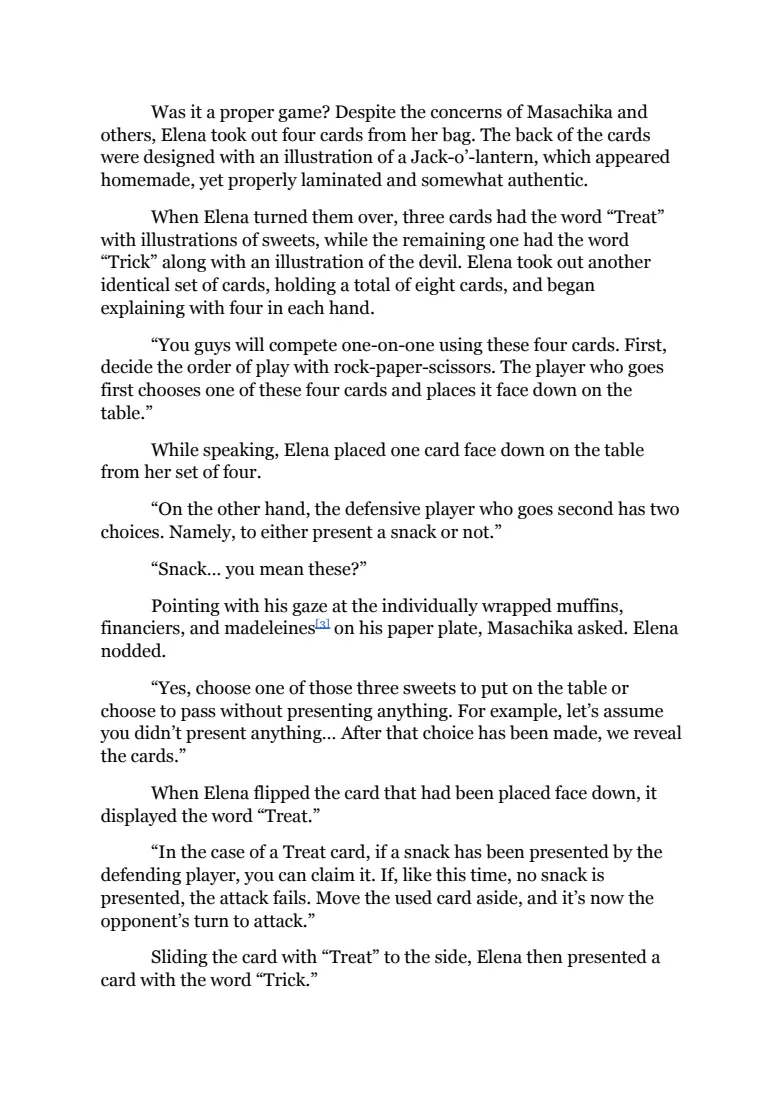 Was it a proper game? Despite the concerns of Masachika and
others, Elena took out four cards from her bag. The back of the cards
were designed with an illustration of a Jack-o’-lantern, which appeared
homemade, yet properly laminated and somewhat authentic.
When Elena turned them over, three cards had the word “Treat”
with illustrations of sweets, while the remaining one had the word
“Trick” along with an illustration of the devil. Elena took out another
identical set of cards, holding a total of eight cards, and began
explaining with four in each hand.
“You guys will compete one-on-one using these four cards. First,
decide the order of play with rock-paper-scissors. The player who goes
first chooses one of these four cards and places it face down on the
table.”
While speaking, Elena placed one card face down on the table
from her set of four.
“On the other hand, the defensive player who goes second has two
choices. Namely, to either present a snack or not.”
“Snack... you mean these?”
Pointing with his gaze at the individually wrapped muffins,
financiers, and madeleines[3] on his paper plate, Masachika asked. Elena
nodded.
“Yes, choose one of those three sweets to put on the table or
choose to pass without presenting anything. For example, let’s assume
you didn’t present anything... After that choice has been made, we reveal
the cards.”
When Elena flipped the card that had been placed face down, it
displayed the word “Treat.”
“In the case of a Treat card, if a snack has been presented by the
defending player, you can claim it. If, like this time, no snack is
presented, the attack fails. Move the used card aside, and it’s now the
opponent’s turn to attack.”
Sliding the card with “Treat” to the side, Elena then presented a
card with the word “Trick.”